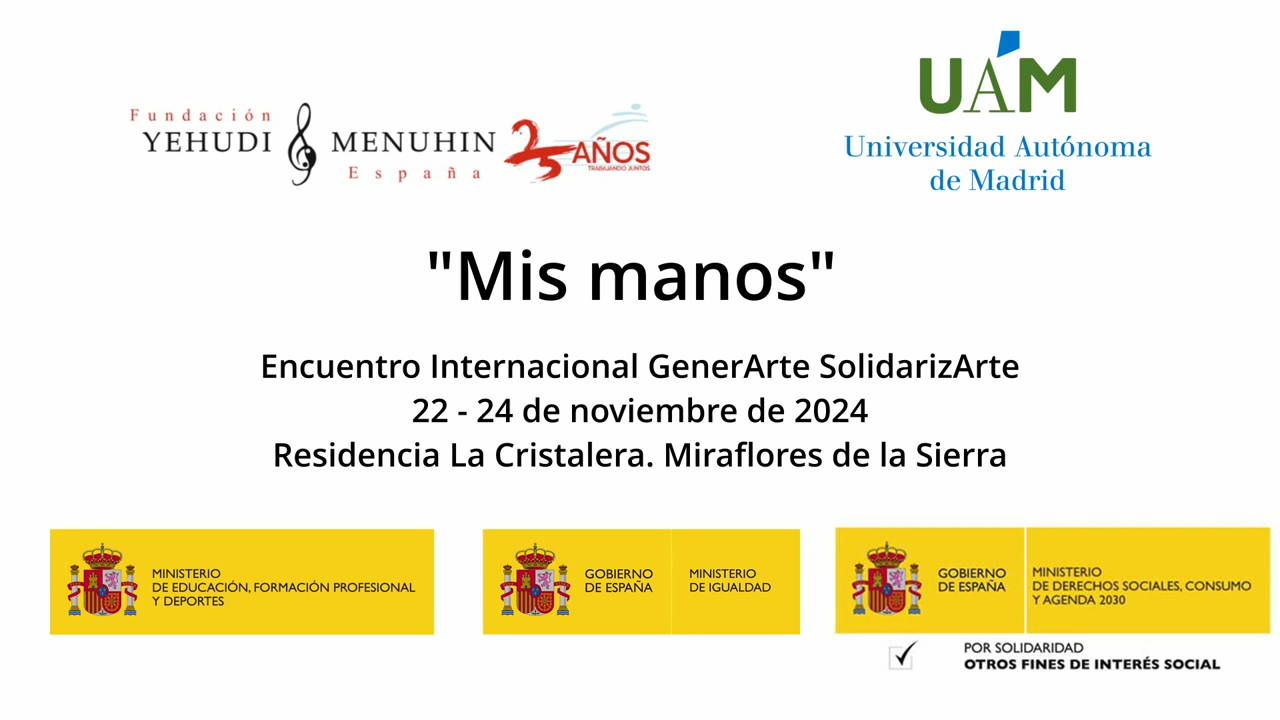 Fundación
YEHUDI MENUHIN
España
25 AÑOS
TRABAJANDO JUNTOS
UAM
Universidad Autónoma
de Madrid
"Mis manos"
Encuentro Internacional GenerArte SolidarizArte
22 - 24 de noviembre de 2024
Residencia La Cristalera. Miraflores de la Sierra
MINISTERIO
DE EDUCACIÓN, FORMACIÓN PROFESIONAL
Y DEPORTES
GOBIERNO
DE ESPAÑA
MINISTERIO
DE IGUALDAD
GOBIERNO
DE ESPAÑA
MINISTERIO
DE DERECHOS SOCIALES, CONSUMO
Y AGENDA 2030
POR SOLIDARIDAD
OTROS FINES DE INTERÉS SOCIAL